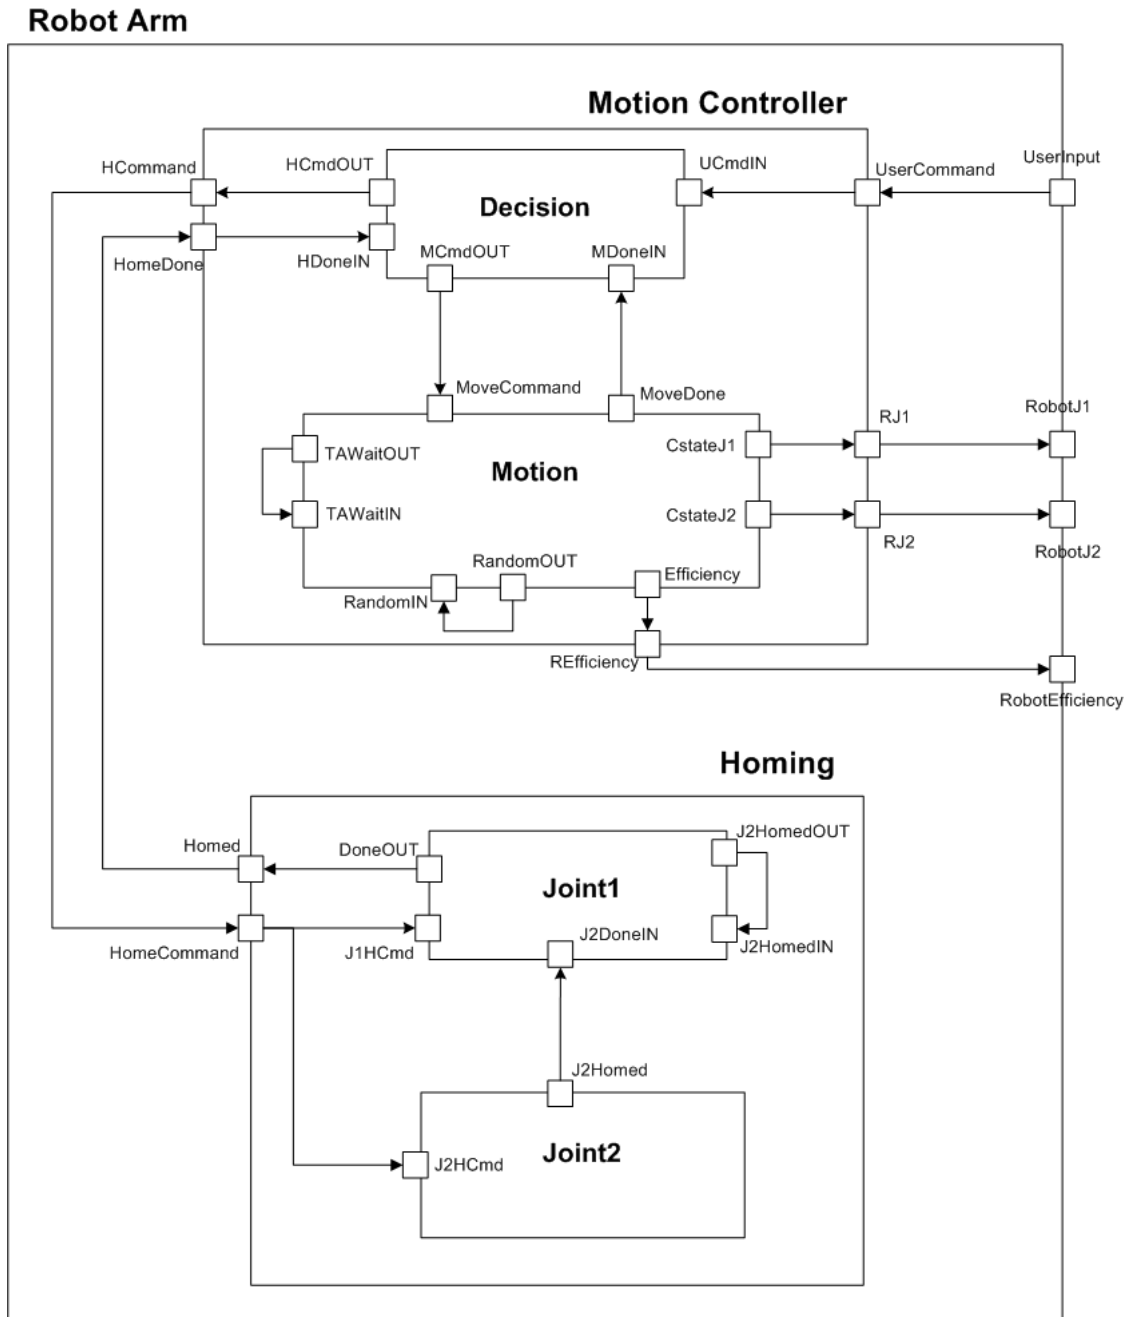 Robot Arm
Motion Controller
HCommand
HCmdOUT
UCmdIN
UserCommand
UserInput
Decision
HomeDone
HDoneIN
MCmdOUT
MDoneIN
MoveCommand
MoveDone
RobotJ1
RJ1
TAWaitOUT
CstateJ1
Motion
TAWaitIN
CstateJ2
RJ2
RobotJ2
RandomOUT
Efficiency
RandomIN
REfficiency
RobotEfficiency
Homing
Homed
DoneOUT
J2HomedOUT
Joint1
J2DoneIN
HomeCommand
J1HCmd
J2HomedIN
J2Homed
Joint2
J2HCmd